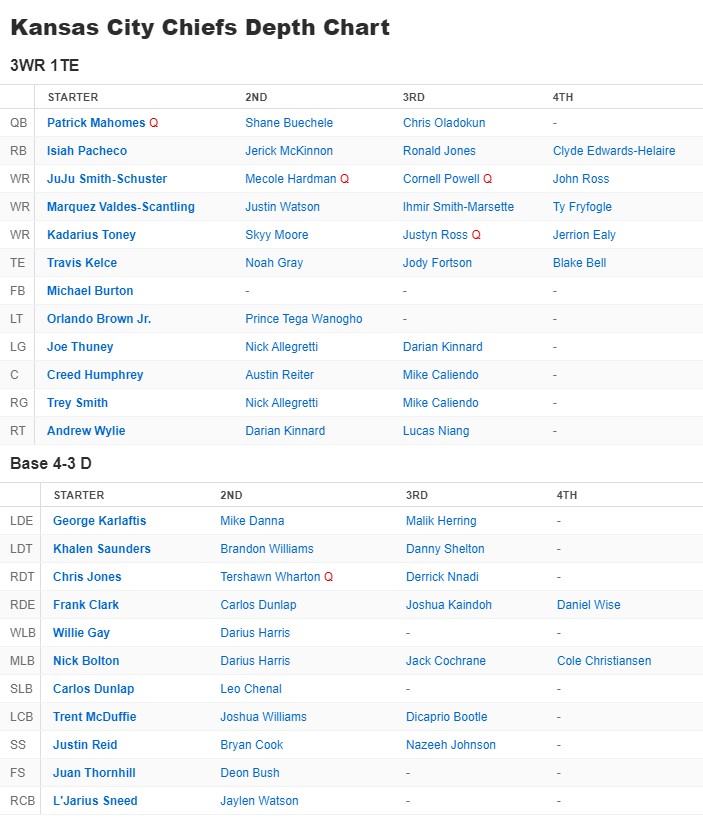 Kansas City Chiefs Depth Chart
3WR 1TE
STARTER 2ND 3RD 4TH
QB Patrick Mahomes Q Shane Buechele Chris Oladokun -
RB Isiah Pacheco Jerick McKinnon Ronald Jones Clyde Edwards-Helaire
WR JuJu Smith-Schuster Mecole Hardman Q Cornell Powell Q John Ross
WR Marquez Valdes-Scantling Justin Watson Ihmir Smith-Marsette Ty Fryfogle
WR Kadarius Toney Skyy Moore Justyn Ross Q Jerrion Ealy
TE Travis Kelce Noah Gray Jody Fortson Blake Bell
FB Michael Burton - - -
LT Orlando Brown Jr. Prince Tega Wanogho - -
LG Joe Thuney Nick Allegretti Darian Kinnard -
C Creed Humphrey Austin Reiter Mike Caliendo -
RG Trey Smith Nick Allegretti Mike Caliendo -
RT Andrew Wylie Darian Kinnard Lucas Niang -
Base 4-3 D
STARTER 2ND 3RD 4TH
LDE George Karlaftis Mike Danna Malik Herring -
LDT Khalen Saunders Brandon Williams Danny Shelton -
RDT Chris Jones Tershawn Wharton Q Derrick Nnadi -
RDE Frank Clark Carlos Dunlap Joshua Kaindoh Daniel Wise
WLB Willie Gay Darius Harris - -
MLB Nick Bolton Darius Harris Jack Cochrane Cole Christiansen
SLB Carlos Dunlap Leo Chenal - -
LCB Trent McDuffie Joshua Williams Dicaprio Bootle -
SS Justin Reid Bryan Cook Nazeeh Johnson -
FS Juan Thornhill Deon Bush - -
RCB L'Jarius Sneed Jaylen Watson - -